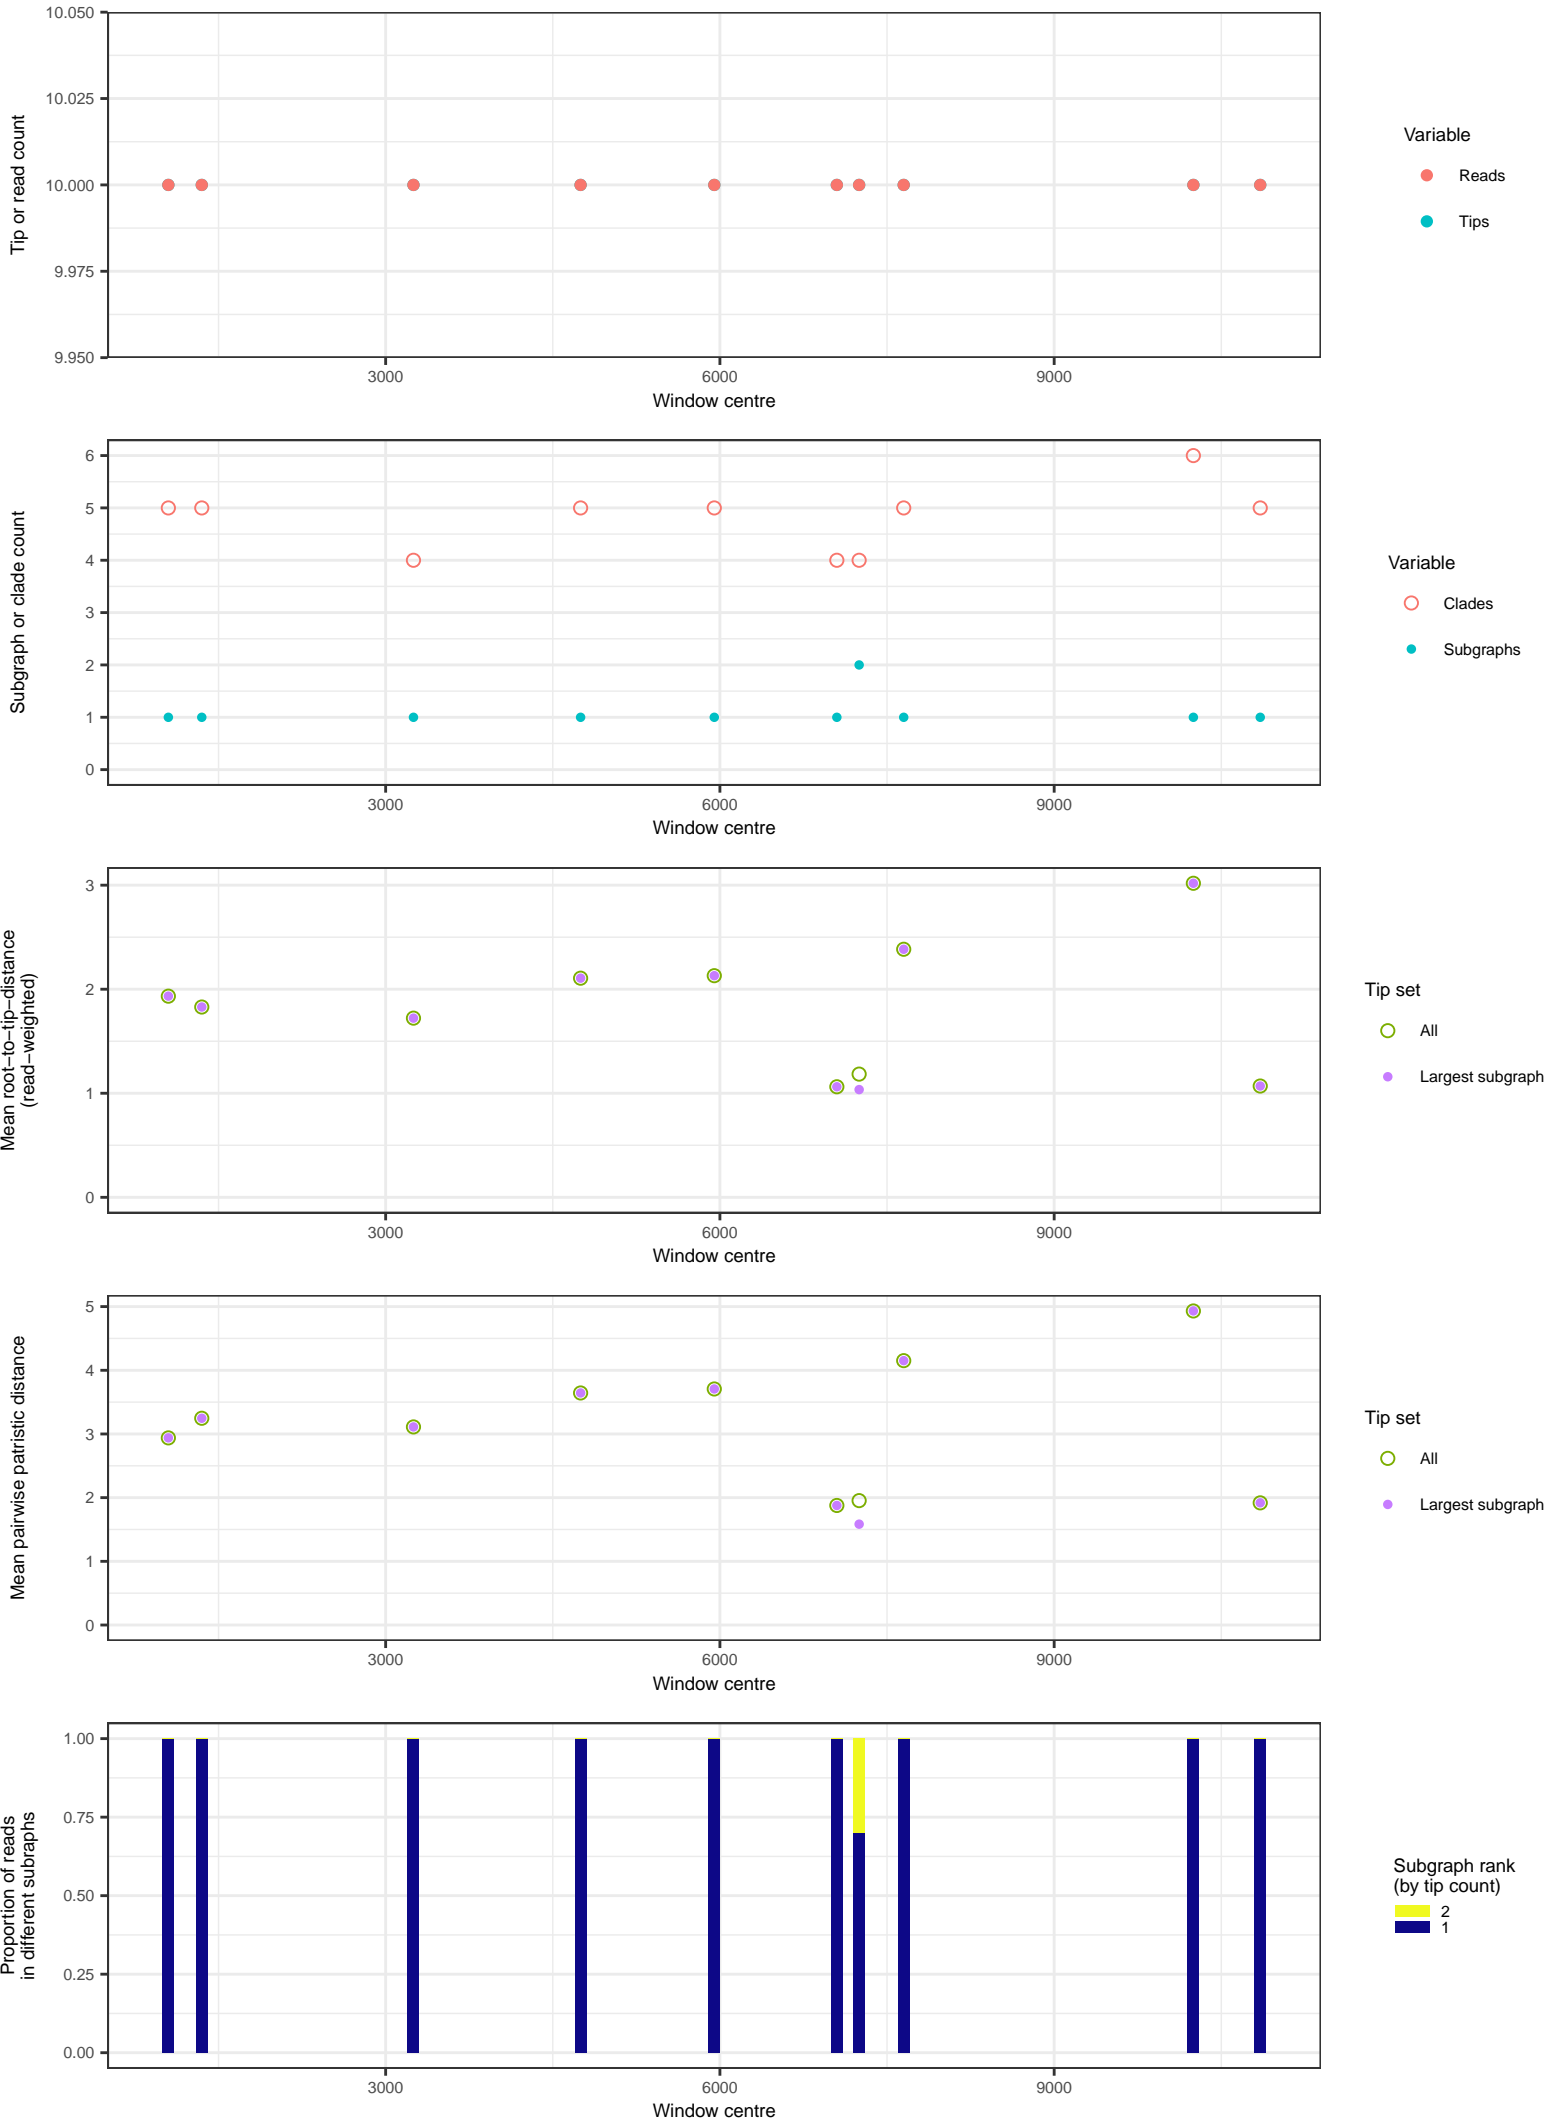 10.050
10.025
10.000
9.975
9.950
Tip or read count
3000
6000
9000
Window centre
Variable
Reads
Tips
6
5
4
3
2
1
0
Subgraph or clade count
3000
6000
9000
Window centre
Variable
Clades
Subgraphs
3
2
1
0
Mean root−to−tip−distance
(read−weighted)
3000
6000
9000
Window centre
Tip set
All
Largest subgraph
5
4
3
2
1
0
Mean pairwise patristic distance
3000
6000
9000
Window centre
Tip set
All
Largest subgraph
1.00
0.75
0.50
0.25
0.00
Proportion of reads
in different subraphs
3000
6000
9000
Window centre
Subgraph rank
(by tip count)
2
1